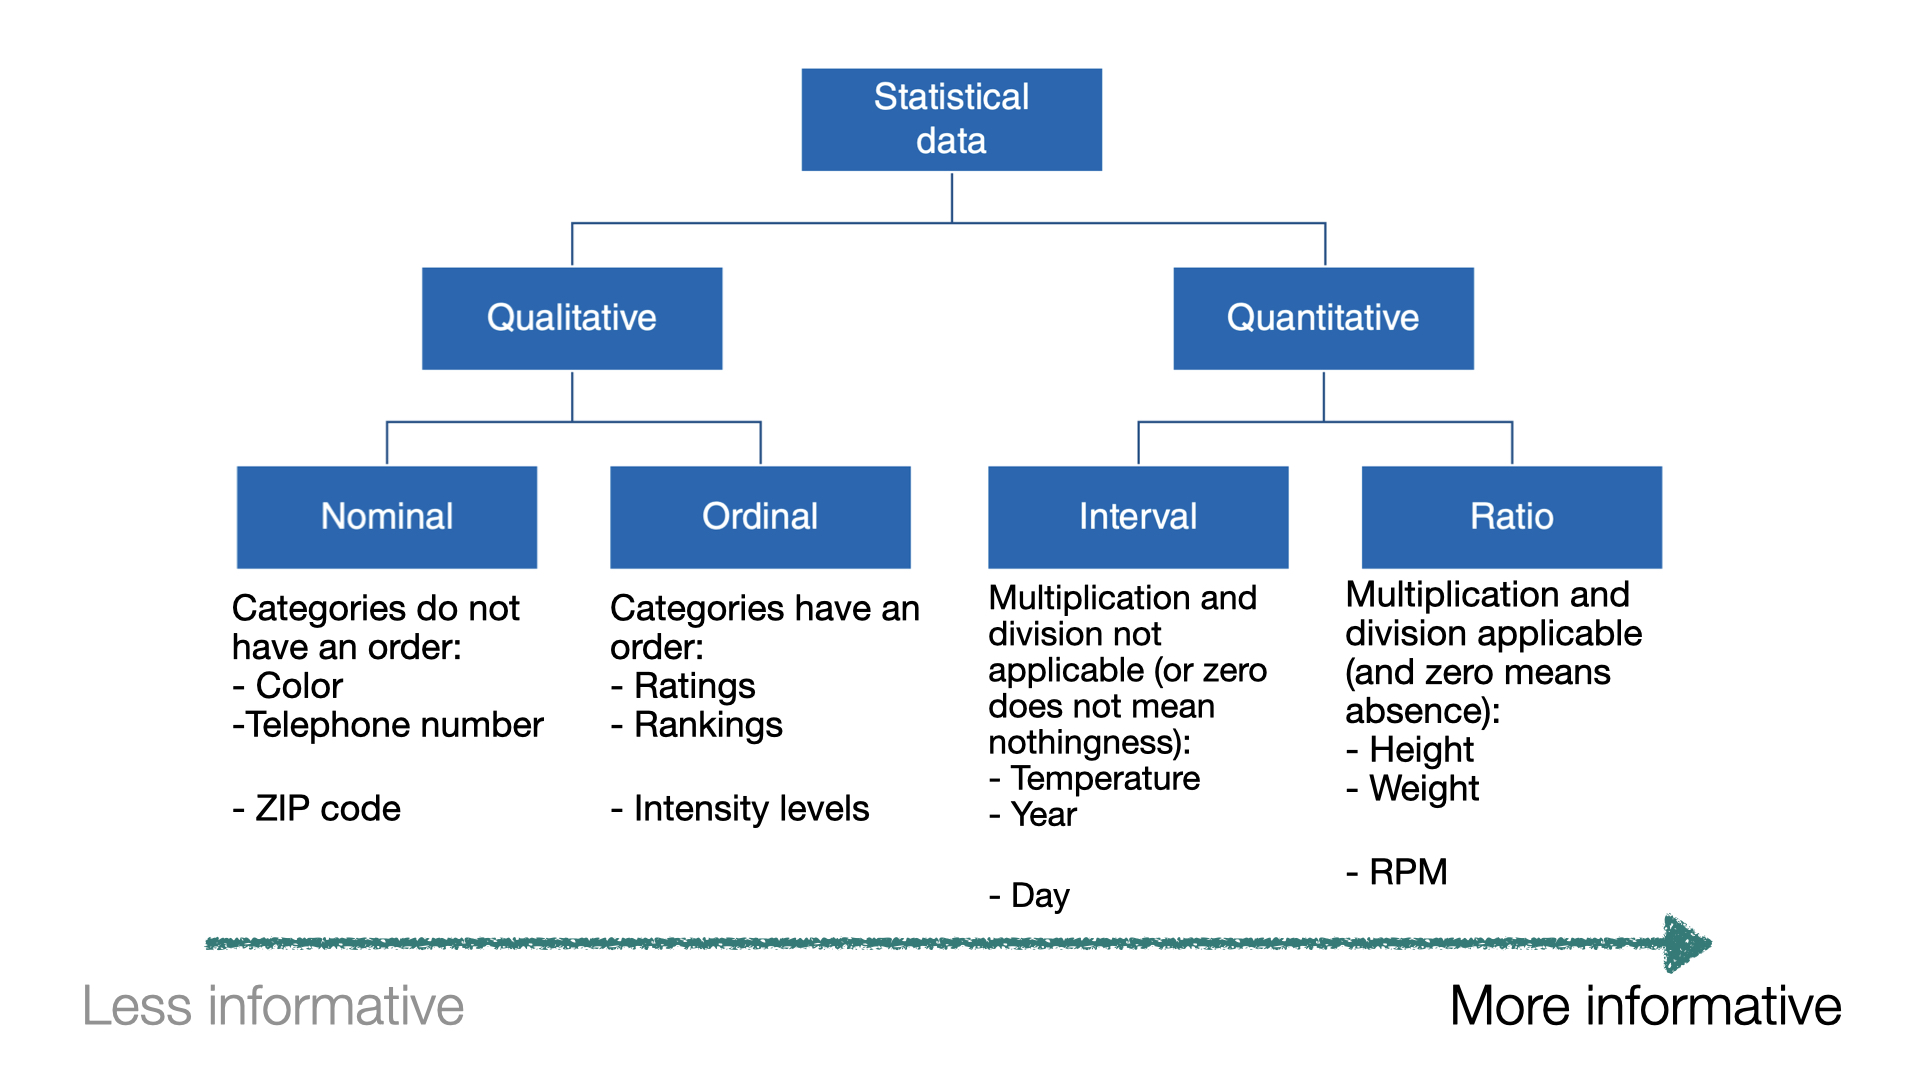 Statistical
data
Qualitative
Quantitative
Nominal
Ordinal
Interval
Ratio
Categories do not
have an order:
- Color
-Telephone number
- ZIP code
Categories have an
order:
- Ratings
- Rankings
- Intensity levels
Multiplication and
division not
applicable (or zero
does not mean
nothingness):
- Temperature
- Year
- Day
Multiplication and
division applicable
(and zero means
absence):
- Height
- Weight
- RPM
Less informative
More informative